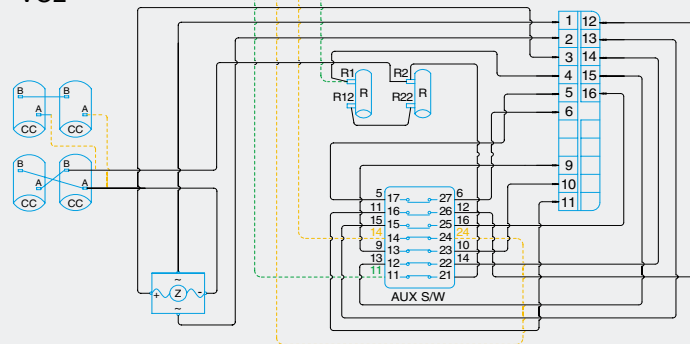 1 12
2 13
3 14
R1 R2
4 15
R R
B B
5 16
R12 R22
A A
6
CC CC
B B
9
A A
10
5 17 27 6
CC CC
11 16 26 12
11
15 15 25 16
14 14 24 24
9 13 23 10
13 12 22 14
11 11 21
~
+ Z -
AUX S/W
~